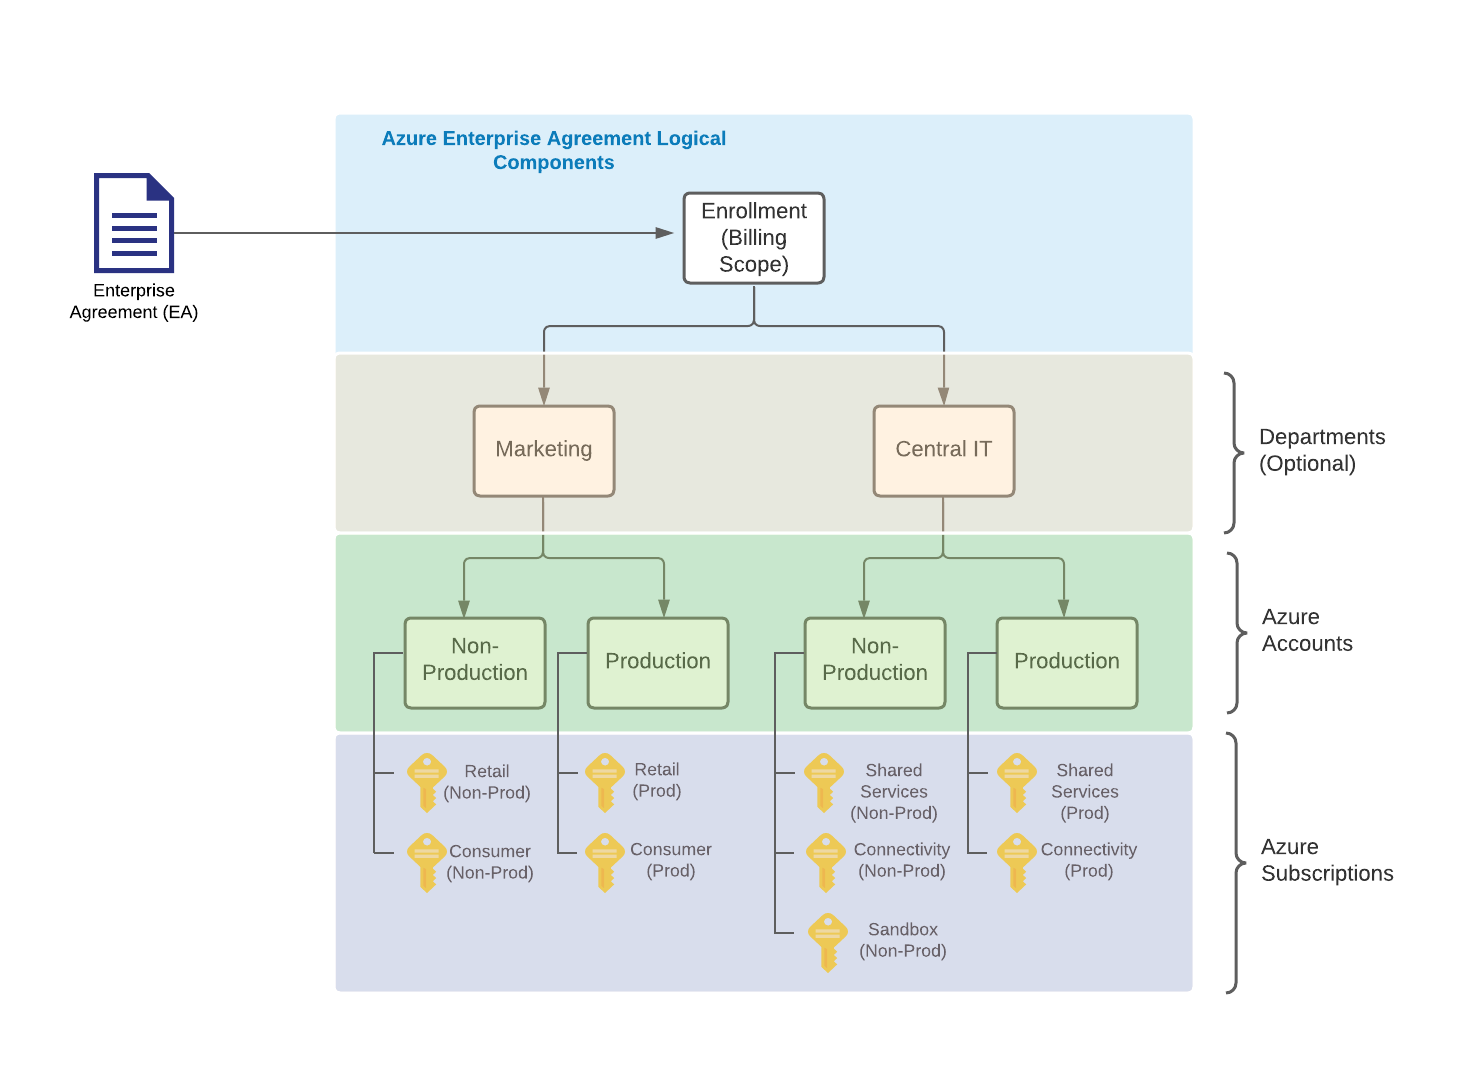 Azure Enterprise Agreement Logical
Components
Enrollment
(Billing
Scope)
Enterprise
Agreement (EA)
Marketing
Central IT
Departments
(Optional)
Non-
Production
Production
Non-
Production
Production
Azure
Accounts
Retail
(Non-Prod)
Retail
(Prod)
Shared
Services
(Non-Prod)
Shared
Services
(Prod)
Consumer
(Non-Prod)
Consumer
(Prod)
Connectivity
(Non-Prod)
Connectivity
(Prod)
Sandbox
(Non-Prod)
Azure
Subscriptions